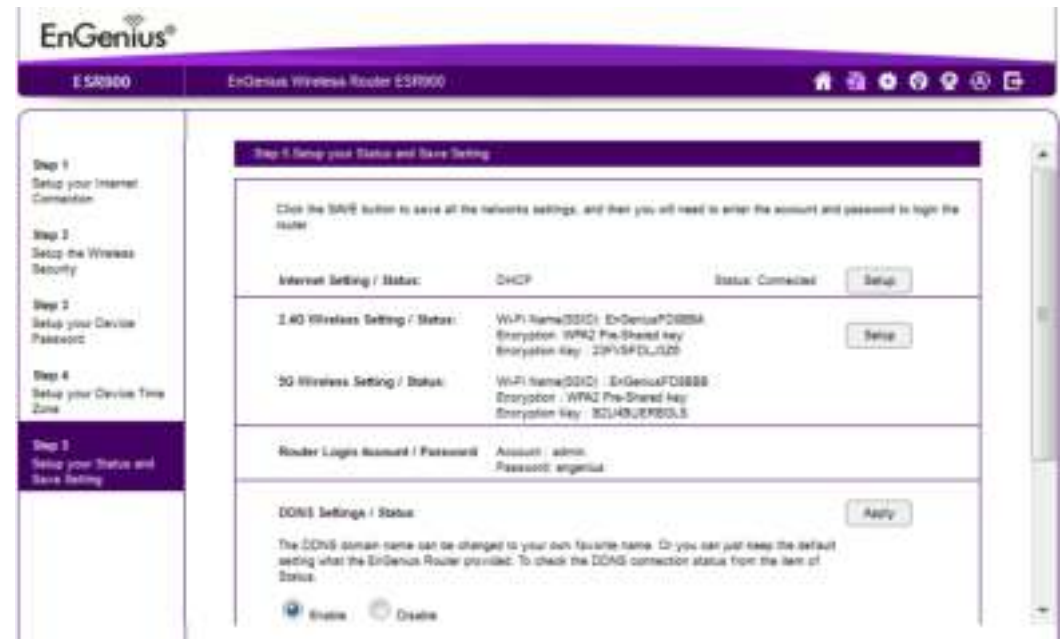 EnGenius®
ESR900
EnGenius Wireless Router ESR900
Step 1
Setup your Internet
Connection
Step 2
Setup the Wireless
Security
Step 3
Setup your Device
Password
Step 4
Setup your Device Time
Zone
Step 5
Setup your Status and
Save Setting
Step 5 Setup your Status and Save Setting
Click the SAVE button to save all the networks settings, and then you will need to enter the account and password to login the
router.
Internet Setting / Status: DHCP Status: Connected Setup
2.4G Wireless Setting / Status: Wi-Fi Name(SSID)
Encryption: WPA2 Pre-Shared key Setup
Encryption Key :
5G Wireless Setting / Status: Wi-Fi Name(SSID) :
Encryption : WPA2 Pre-Shared key
Encryption Key :
Router Login Account / Password Account : admin
Password: engenius
DDNS Settings / Status Apply
The DDNS domain name can be changed to your own favorite name. Or you can just keep the default
setting what the EnGenius Router provided. To check the DDNS connection status from the item of
Status.
Enable Disable